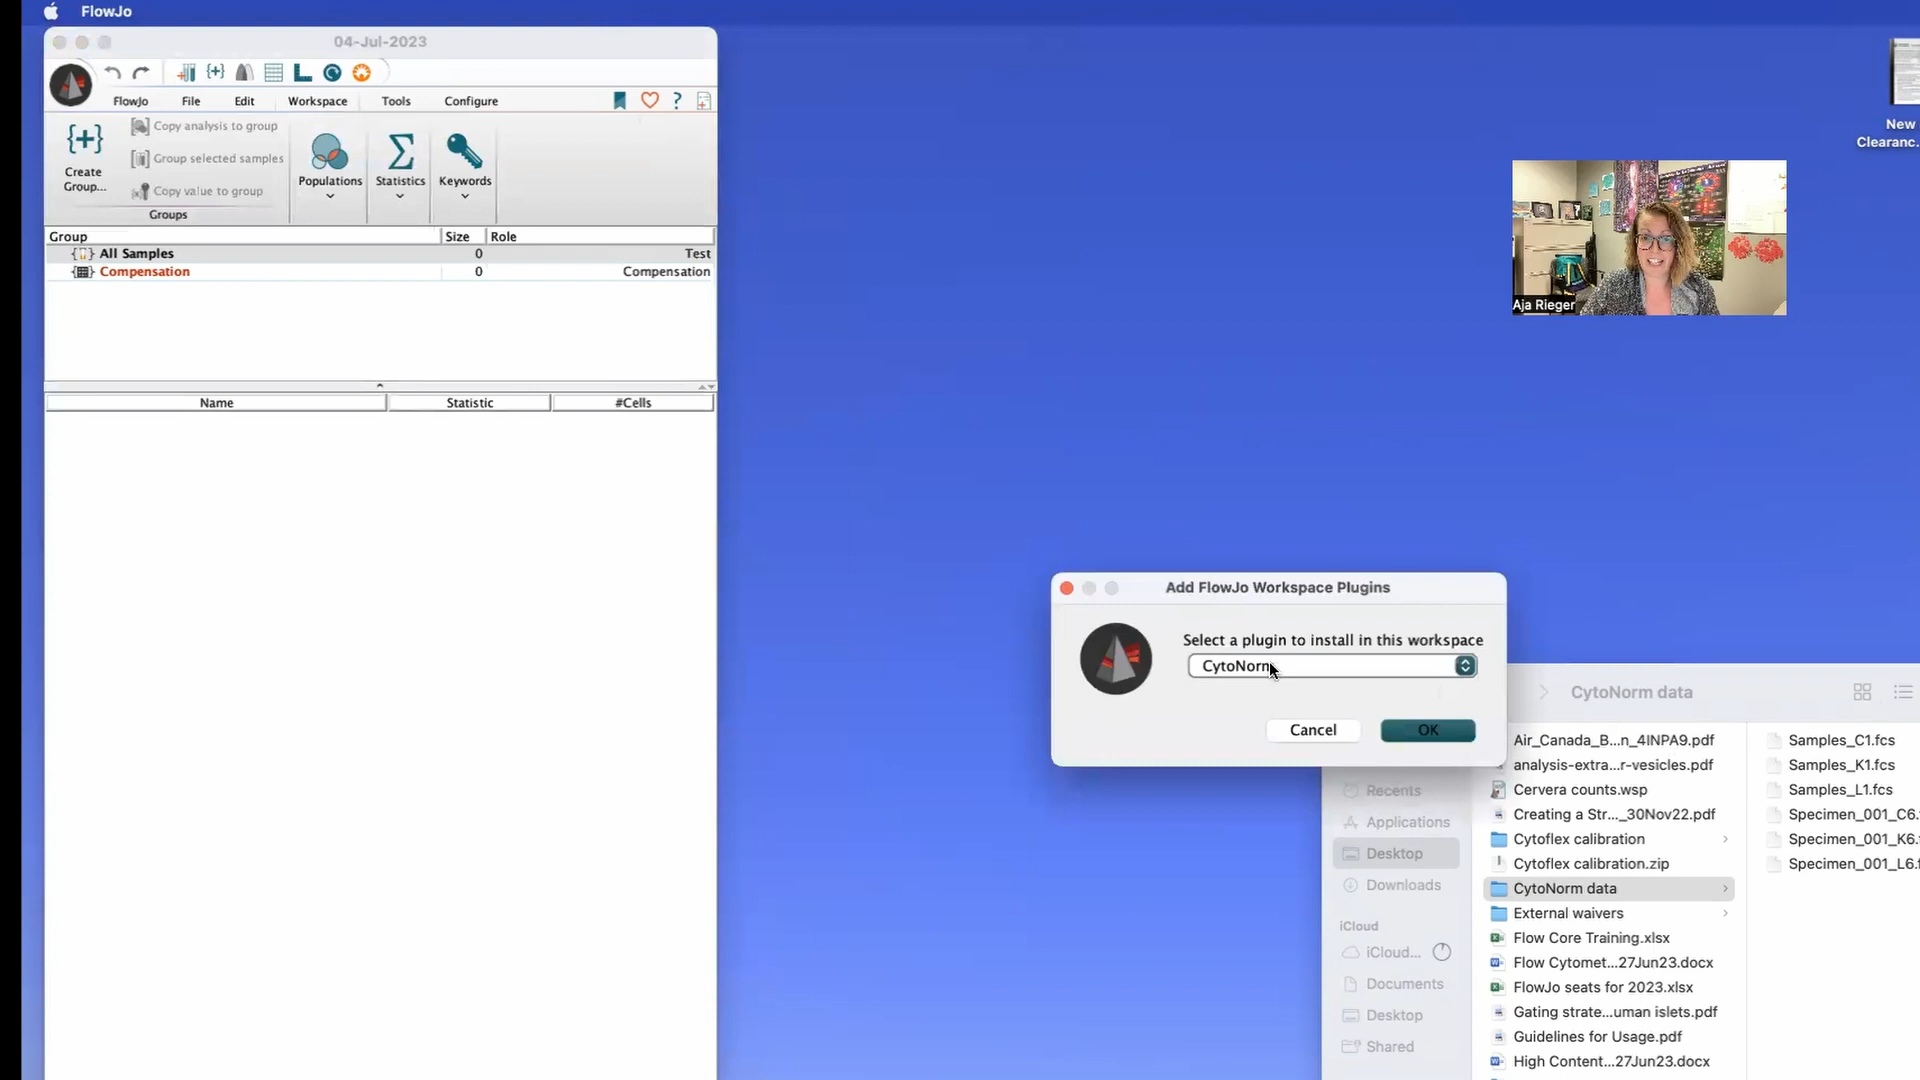 FlowJo
04-Jul-2023
FlowJo File Edit Workspace Tools Configure
?
Create
Group...
Copy analysis to group
Group selected samples
Copy value to group
Groups
Populations
Statistics
Keywords
Group Size Role
All Samples 0 Test
Compensation 0 Compensation
Name Statistic #Cells
New
Clearanc.
Aja Rieger
Add FlowJo Workspace Plugins
Select a plugin to install in this workspace
CytoNorm
Cancel OK
CytoNorm data
Recents
Applications
Desktop
Downloads
iCloud
iCloud...
Documents
Desktop
Shared
Air_Canada_B...n_4INPA9.pdf
analysis-extra...r-vesicles.pdf
Cervera counts.wsp
Creating a Str..._30Nov22.pdf
Cytoflex calibration
Cytoflex calibration.zip
CytoNorm data
External waivers
Flow Core Training.xlsx
Flow Cytomet...27Jun23.docx
FlowJo seats for 2023.xlsx
Gating strate...uman islets.pdf
Guidelines for Usage.pdf
High Content...27Jun23.docx
Samples_C1.fcs
Samples_K1.fcs
Samples_L1.fcs
Specimen_001_C6.
Specimen_001_K6.
Specimen_001_L6.